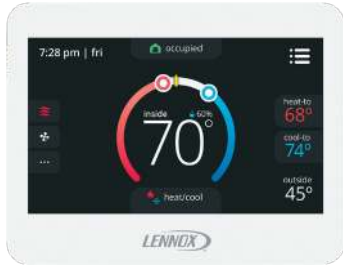 7:28 pm | fri
occupied
inside
60%
70°
heat-to
68°
cool-to
74°
outside
45°
heat/cool
...
LENNOX